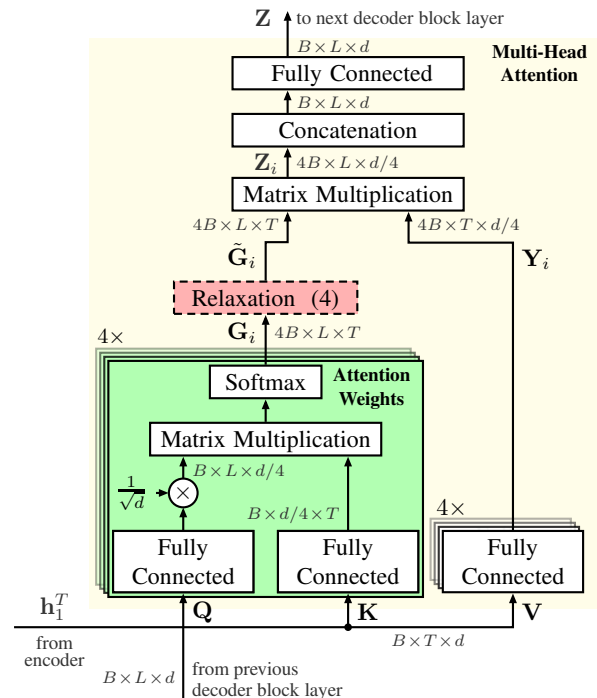 Z to next decoder block layer
B × L × d
Multi-Head
Attention
Fully Connected
B × L × d
Concatenation
Z_i 4B × L × d/4
Matrix Multiplication
4B × L × T 4B × T × d/4
G̃_i Y_i
Relaxation (4)
G_i 4B × L × T
4×
Softmax
Attention
Weights
Matrix Multiplication
B × L × d/4
1/√d ×
B × d/4 × T
4×
Fully
Connected
Fully
Connected
Fully
Connected
h_1^T Q K V
from
encoder
B × T × d
B × L × d
from previous
decoder block layer